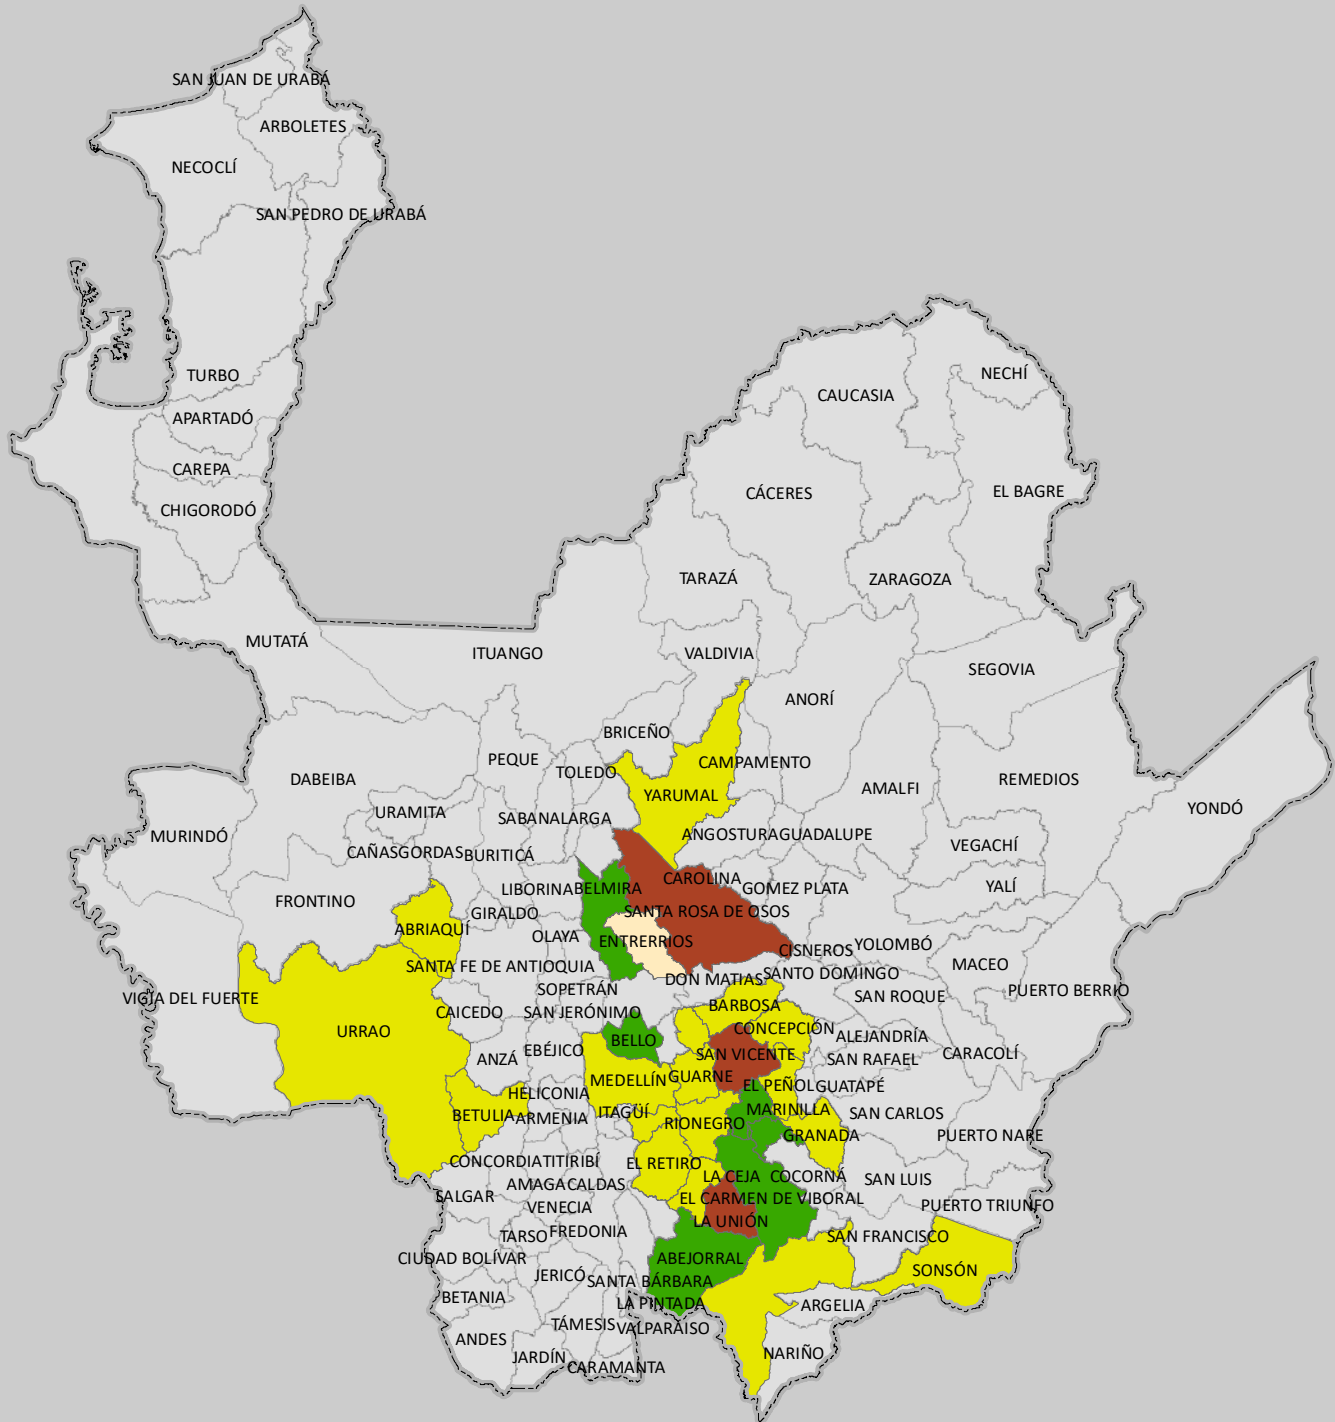 SAN JUAN DE URABÁ
ARBOLETES
NECOCLÍ
SAN PEDRO DE URABÁ
TURBO
APARTADÓ
CAREPA
CHIGORODÓ
NECHÍ
CAUCASIA
CÁCERES
EL BAGRE
TARAZÁ
ZARAGOZA
MUTATÁ
ITUANGO
VALDIVIA
SEGOVIA
ANORÍ
BRICEÑO
PEQUE
TOLEDO
CAMPAMENTO
DABEIBA
YARUMAL
AMALFI
REMEDIOS
YONDÓ
URAMITA
SABANALARGA
MURINDÓ
ANGOSTURA
GUADALUPE
VEGACHÍ
CAÑASGORDAS
BURITICÁ
LIBORINA
BELMIRA
CAROLINA
GOMEZ PLATA
YALÍ
FRONTINO
GIRALDO
SANTA ROSA DE OSOS
ABRIAQUÍ
OLAYA
ENTRERRIOS
CISNEROS
YOLOMBÓ
SANTA FE DE ANTIOQUIA
MACEO
DON MATIAS
SANTO DOMINGO
SOPETRÁN
SAN ROQUE
PUERTO BERRIO
VIGÍA DEL FUERTE
CAICEDO
SAN JERÓNIMO
BARBOSA
URRAO
BELLO
CONCEPCIÓN
ALEJANDRÍA
ANZÁ
EBÉJICO
SAN VICENTE
SAN RAFAEL
CARACOLÍ
MEDELLÍN
GUARNE
EL PEÑOL
GUATAPÉ
HELICONIA
BETULIA
ARMENIA
ITAGÜÍ
RIONEGRO
MARINILLA
SAN CARLOS
GRANADA
PUERTO NARE
CONCORDIA
TITIRIBÍ
EL RETIRO
LA CEJA
COCORNÁ
SAN LUIS
AMAGA
CALDAS
SALGAR
EL CARMEN DE VIBORAL
PUERTO TRIUNFO
VENECIA
LA UNIÓN
TARSO
FREDONIA
SAN FRANCISCO
CIUDAD BOLÍVAR
ABEJORRAL
SONSÓN
JERICÓ
SANTA BÁRBARA
BETANIA
LA PINTADA
ARGELIA
TÁMESIS
VALPARAISO
ANDES
JARDÍN
CARAMANTA
NARIÑO